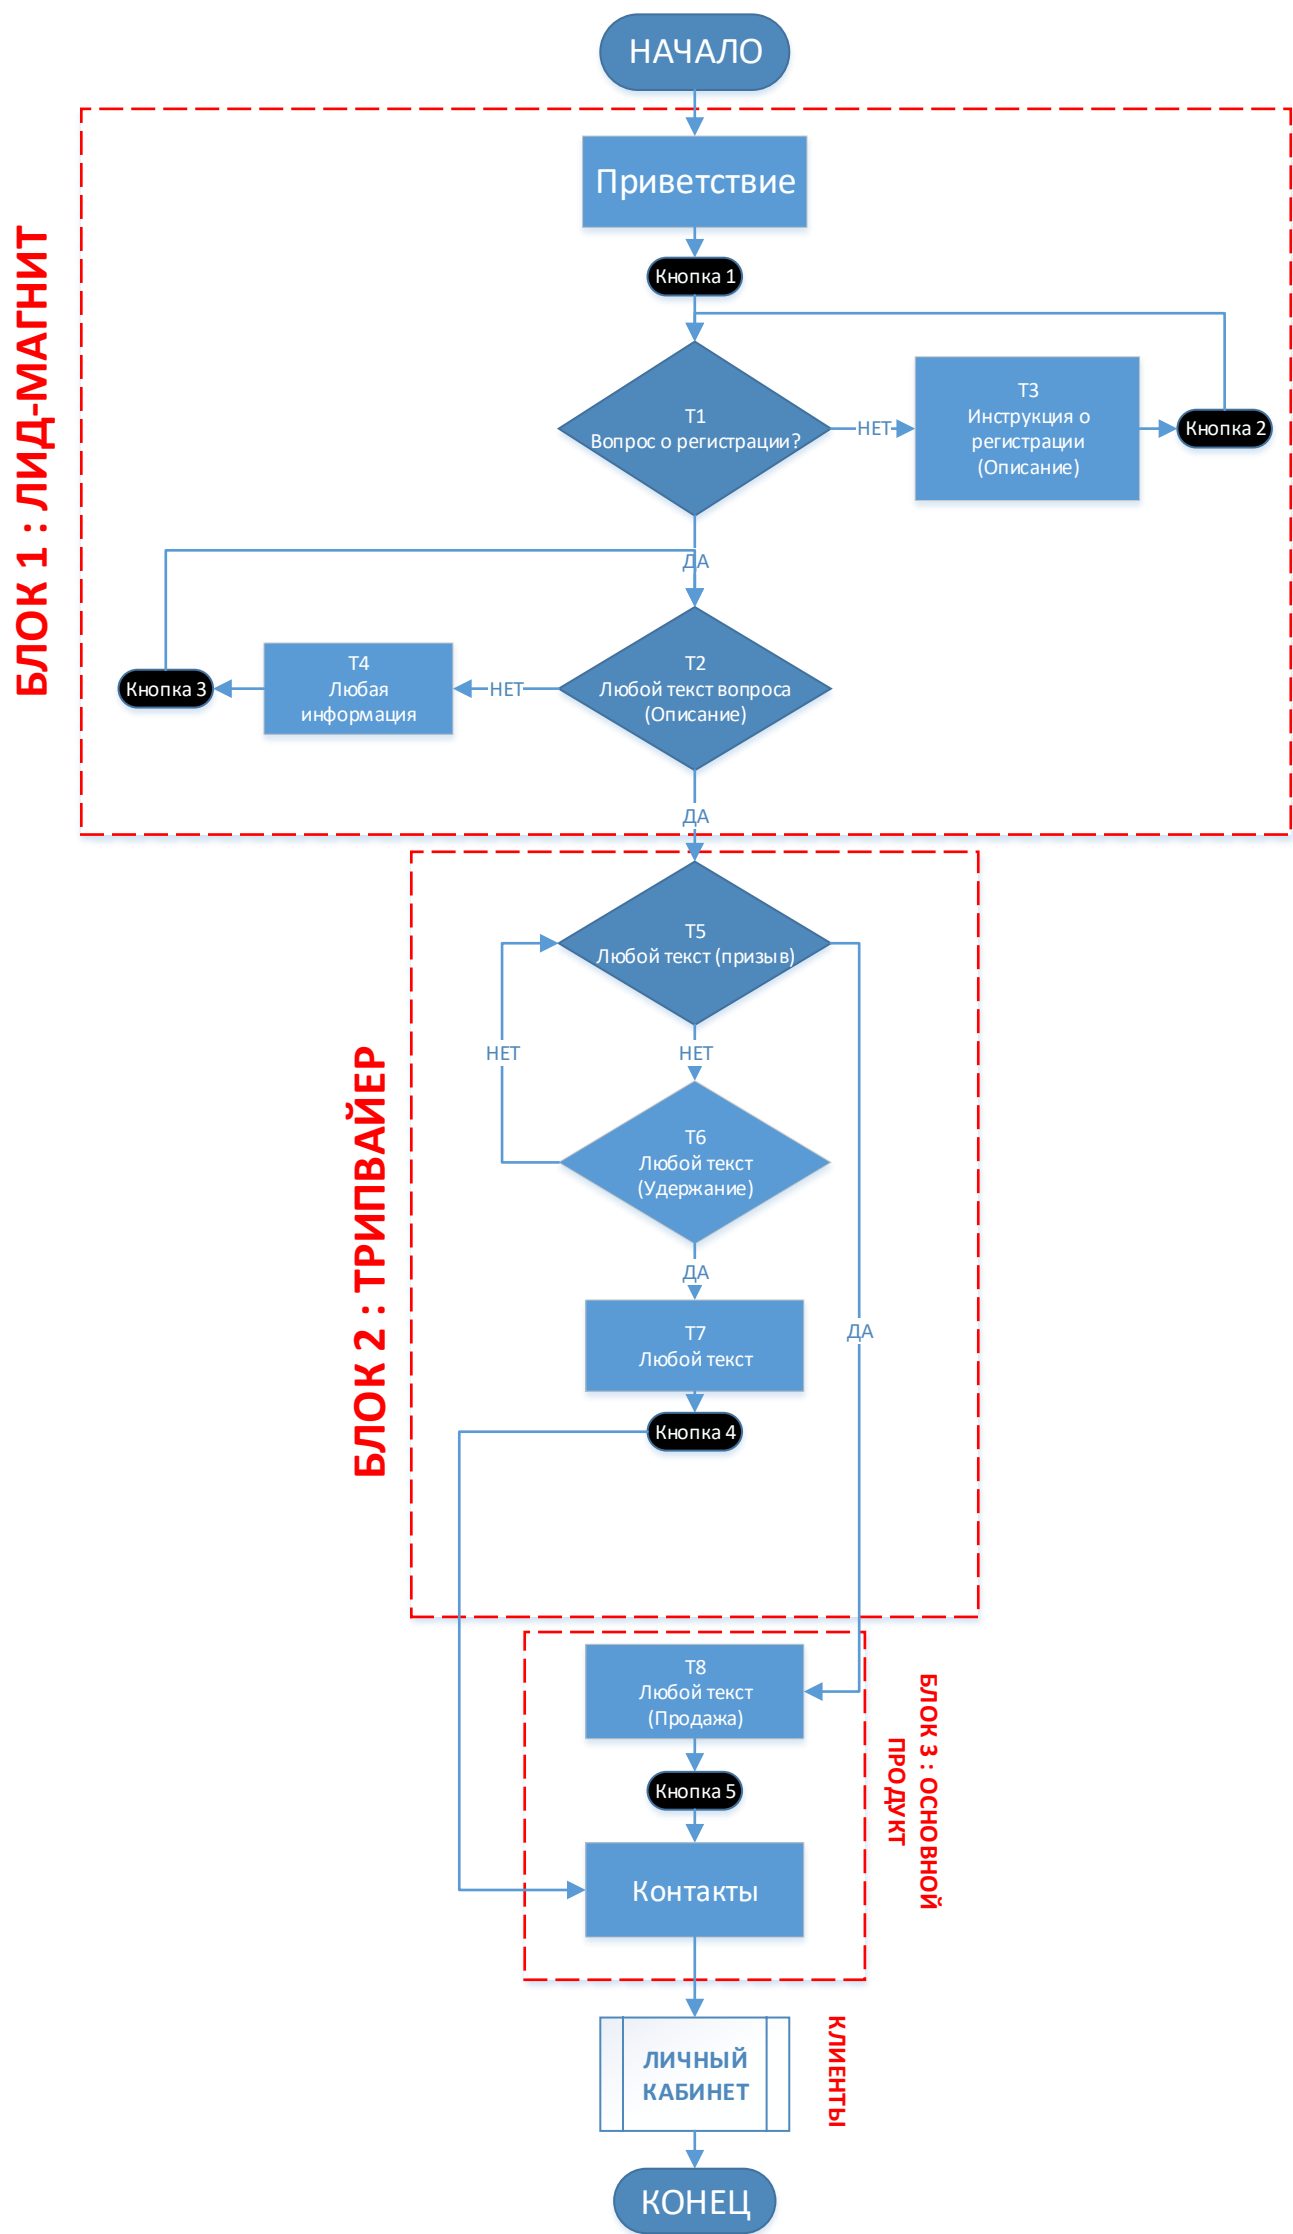 НАЧАЛО
БЛОК 1 : ЛИД-МАГНИТ
Приветствие
Кнопка 1
Т1
Вопрос о регистрации?
НЕТ
Т3
Инструкция о
регистрации
(Описание)
Кнопка 2
ДА
Т2
Любой текст вопроса
(Описание)
НЕТ
Т4
Любая
информация
Кнопка 3
ДА
БЛОК 2 : ТРИПВАЙЕР
Т5
Любой текст (призыв)
НЕТ
НЕТ
Т6
Любой текст
(Удержание)
ДА
Т7
Любой текст
ДА
Кнопка 4
БЛОК 3 : ОСНОВНОЙ
ПРОДУКТ
Т8
Любой текст
(Продажа)
Кнопка 5
Контакты
КЛИЕНТЫ
ЛИЧНЫЙ
КАБИНЕТ
КОНЕЦ